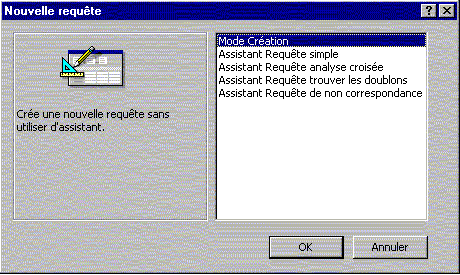 Nouvelle requête
Mode Création
Assistant Requête simple
Assistant Requête analyse croisée
Assistant Requête trouver les doublons
Assistant Requête de non correspondance
Crée une nouvelle requête sans
utiliser d'assistant.
OK
Annuler